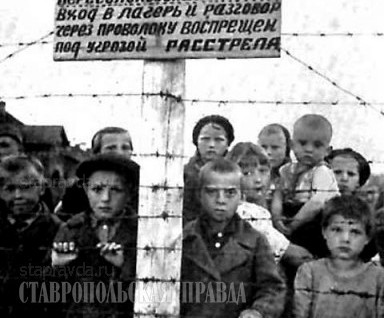 ВХОД В ЛАГЕРЬ И РАЗГОВОР
ЧЕРЕЗ ПРОВОЛОКУ ВОСПРЕЩЕН
ПОД УГРОЗОЙ РАССТРЕЛА
stapravda.ru
СТАВРОПОЛЬСКАЯ ПРАВДА